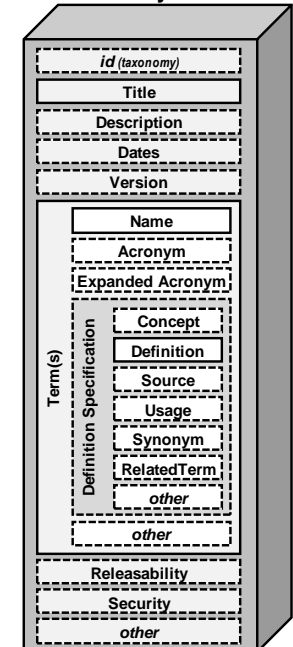 id (taxonomy)
Title
Description
Dates
Version
Term(s)
Name
Acronym
Expanded Acronym
Definition Specification
Concept
Definition
Source
Usage
Synonym
RelatedTerm
other
other
Releasability
Security
other